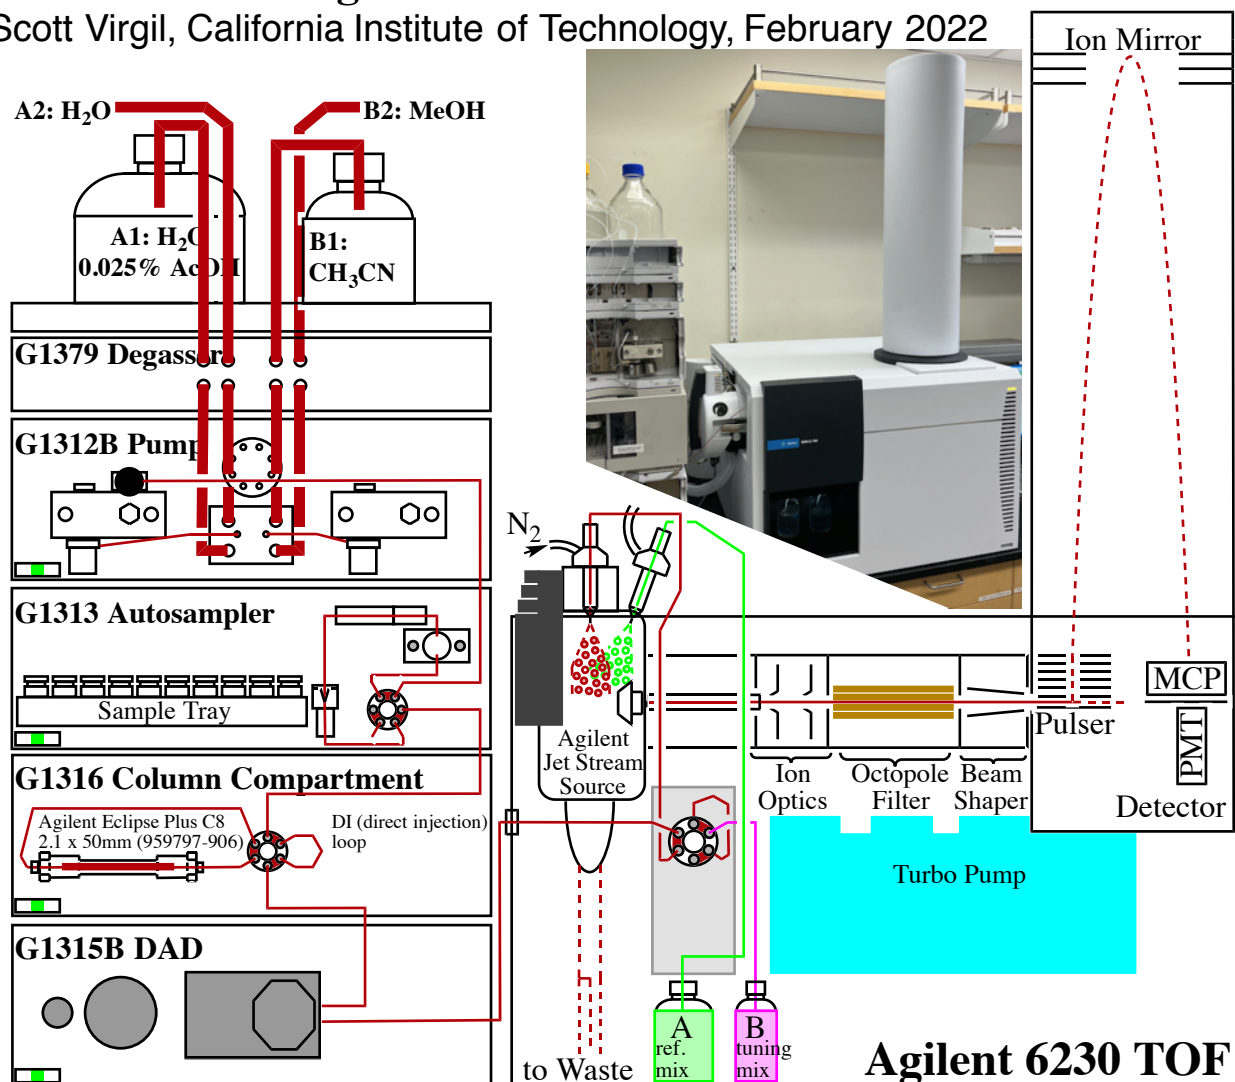 Scott Virgil, California Institute of Technology, February 2022
Ion Mirror
A2: H₂O
B2: MeOH
A1: H₂O
0.025% AcOH
B1:
CH₃CN
G1379 Degasser
G1312B Pump
N₂
G1313 Autosampler
Sample Tray
Agilent
Jet Stream
Source
MCP
Pulser
PMT
Detector
Ion
Optics
Octopole
Filter
Beam
Shaper
G1316 Column Compartment
Agilent Eclipse Plus C8
2.1 x 50mm (959797-906)
DI (direct injection)
loop
Turbo Pump
G1315B DAD
A
ref.
mix
B
tuning
mix
to Waste
Agilent 6230 TOF